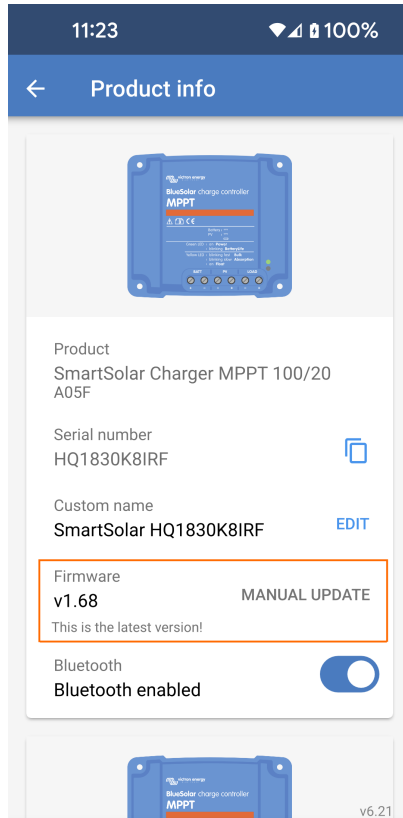 11:23
100%
Product info
victron energy
BlueSolar charge controller
MPPT
Product
SmartSolar Charger MPPT 100/20
A05F
Serial number
HQ1830K8IRF
Custom name
SmartSolar HQ1830K8IRF
EDIT
Firmware
v1.68
MANUAL UPDATE
This is the latest version!
Bluetooth
Bluetooth enabled
victron energy
BlueSolar charge controller
MPPT
v6.21